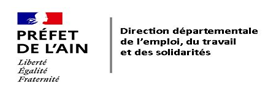 PRÉFET
DE L'AIN
Liberté
Égalité
Fraternité
Direction départementale
de l'emploi, du travail
et des solidarités